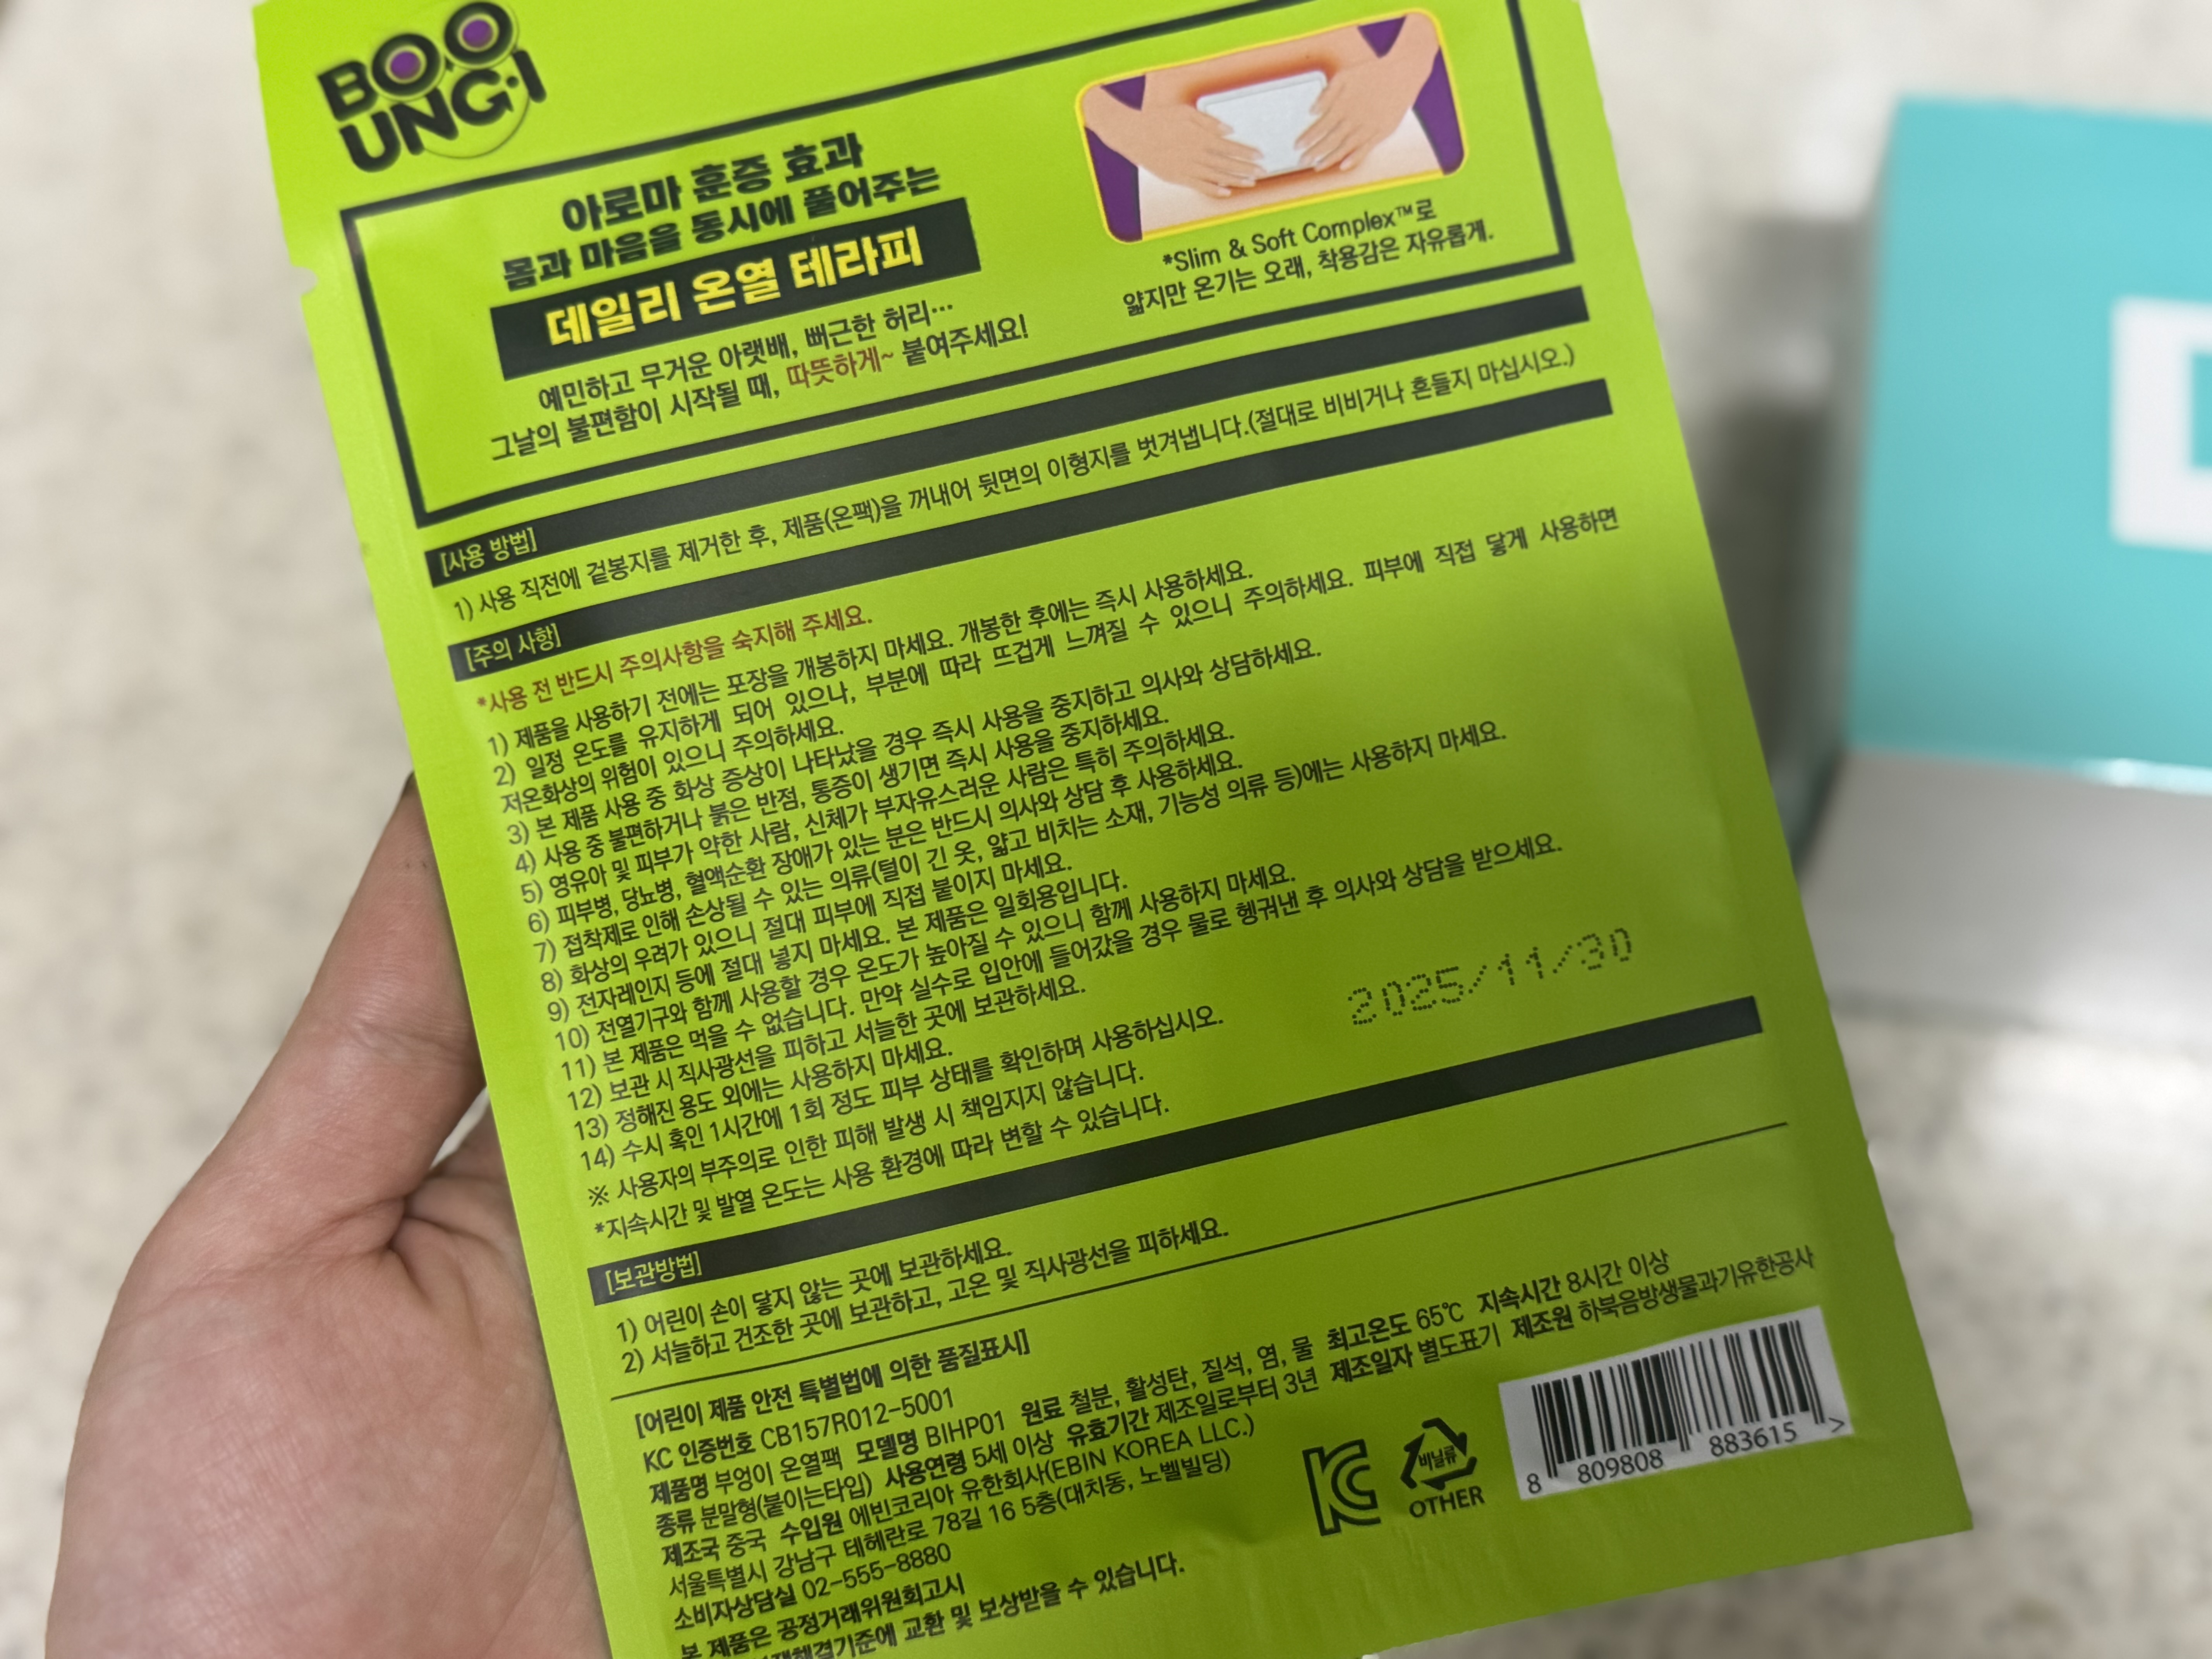 BOO
UNG·I
아로마 훈증 효과
몸과 마음을 동시에 풀어주는
데일리 온열 테라피
예민하고 무거운 아랫배, 뻐근한 허리…
그날의 불편함이 시작될 때, 따뜻하게~ 붙여주세요!
*Slim & Soft Complex™로
얇지만 온기는 오래, 착용감은 자유롭게.
[사용 방법]
1) 사용 직전에 겉봉지를 제거한 후, 제품(온팩)을 꺼내어 뒷면의 이형지를 벗겨냅니다.(절대로 비비거나 흔들지 마십시오.)
[주의 사항]
*사용 전 반드시 주의사항을 숙지해 주세요.
1) 제품을 사용하기 전에는 포장을 개봉하지 마세요. 개봉한 후에는 즉시 사용하세요.
2) 일정 온도를 유지하게 되어 있으나, 부분에 따라 뜨겁게 느껴질 수 있으니 주의하세요. 피부에 직접 닿게 사용하면
저온화상의 위험이 있으니 주의하세요.
3) 본 제품 사용 중 화상 증상이 나타났을 경우 즉시 사용을 중지하고 의사와 상담하세요.
4) 사용 중 불편하거나 붉은 반점, 통증이 생기면 즉시 사용을 중지하세요.
5) 영유아 및 피부가 약한 사람, 신체가 부자유스러운 사람은 특히 주의하세요.
6) 피부병, 당뇨병, 혈액순환 장애가 있는 분은 반드시 의사와 상담 후 사용하세요.
7) 접착제로 인해 손상될 수 있는 의류(털이 긴 옷, 얇고 비치는 소재, 기능성 의류 등)에는 사용하지 마세요.
8) 화상의 우려가 있으니 절대 피부에 직접 붙이지 마세요.
9) 전자레인지 등에 절대 넣지 마세요. 본 제품은 일회용입니다.
10) 전열기구와 함께 사용할 경우 온도가 높아질 수 있으니 함께 사용하지 마세요.
11) 본 제품은 먹을 수 없습니다. 만약 실수로 입안에 들어갔을 경우 물로 헹궈낸 후 의사와 상담을 받으세요.
12) 보관 시 직사광선을 피하고 서늘한 곳에 보관하세요.
13) 정해진 용도 외에는 사용하지 마세요.
14) 수시 혹인 1시간에 1회 정도 피부 상태를 확인하며 사용하십시오.
※ 사용자의 부주의로 인한 피해 발생 시 책임지지 않습니다.
*지속시간 및 발열 온도는 사용 환경에 따라 변할 수 있습니다.
2025/11/30
[보관방법]
1) 어린이 손이 닿지 않는 곳에 보관하세요.
2) 서늘하고 건조한 곳에 보관하고, 고온 및 직사광선을 피하세요.
[어린이 제품 안전 특별법에 의한 품질표시]
KC 인증번호 CB157R012-5001
제품명 부엉이 온열팩 모델명 BIHP01 원료 철분, 활성탄, 질석, 염, 물 최고온도 65℃ 지속시간 8시간 이상
종류 분말형(붙이는타입) 사용연령 5세 이상 유효기간 제조일로부터 3년 제조일자 별도표기 제조원 하북음방생물과기유한공사
제조국 중국 수입원 에빈코리아 유한회사(EBIN KOREA LLC.)
서울특별시 강남구 테헤란로 78길 16 5층(대치동, 노벨빌딩)
소비자상담실 02-555-8880
본 제품은 공정거래위원회고시
해결기준에 교환 및 보상받을 수 있습니다.
비닐류
OTHER
8 809808 883615 >